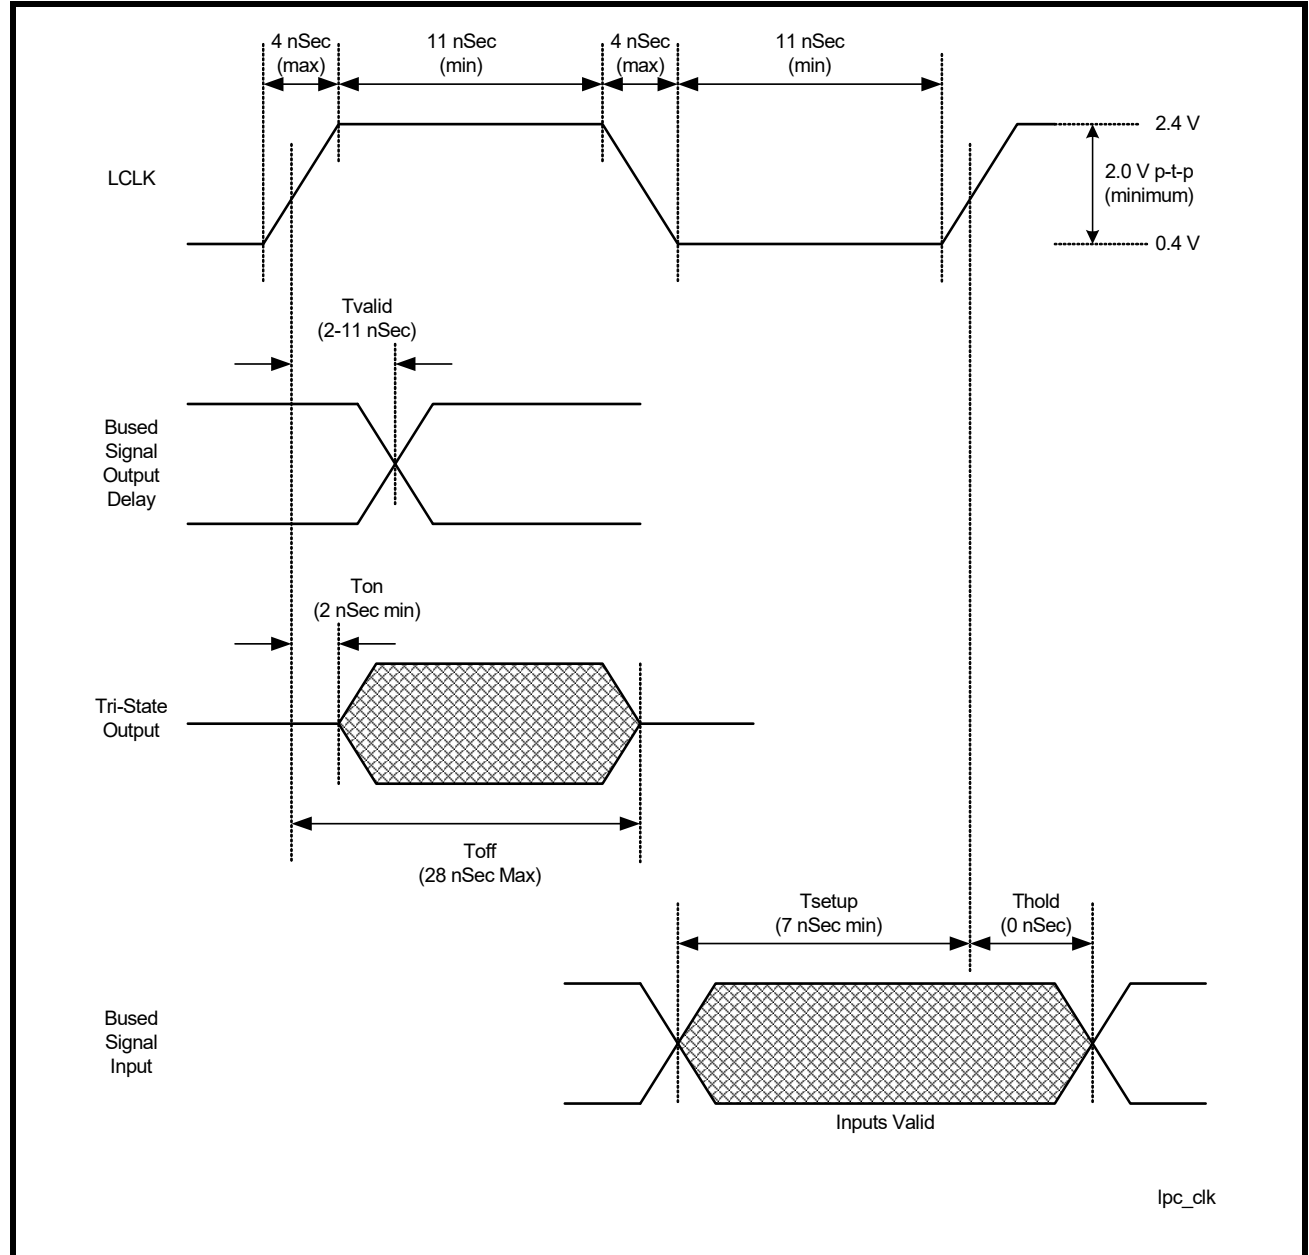 4 nSec
(max)
11 nSec
(min)
4 nSec
(max)
11 nSec
(min)
LCLK
2.4 V
2.0 V p-t-p
(minimum)
0.4 V
Tvalid
(2-11 nSec)
Bused
Signal
Output
Delay
Ton
(2 nSec min)
Tri-State
Output
Toff
(28 nSec Max)
Tsetup
(7 nSec min)
Thold
(0 nSec)
Bused
Signal
Input
Inputs Valid
lpc_clk